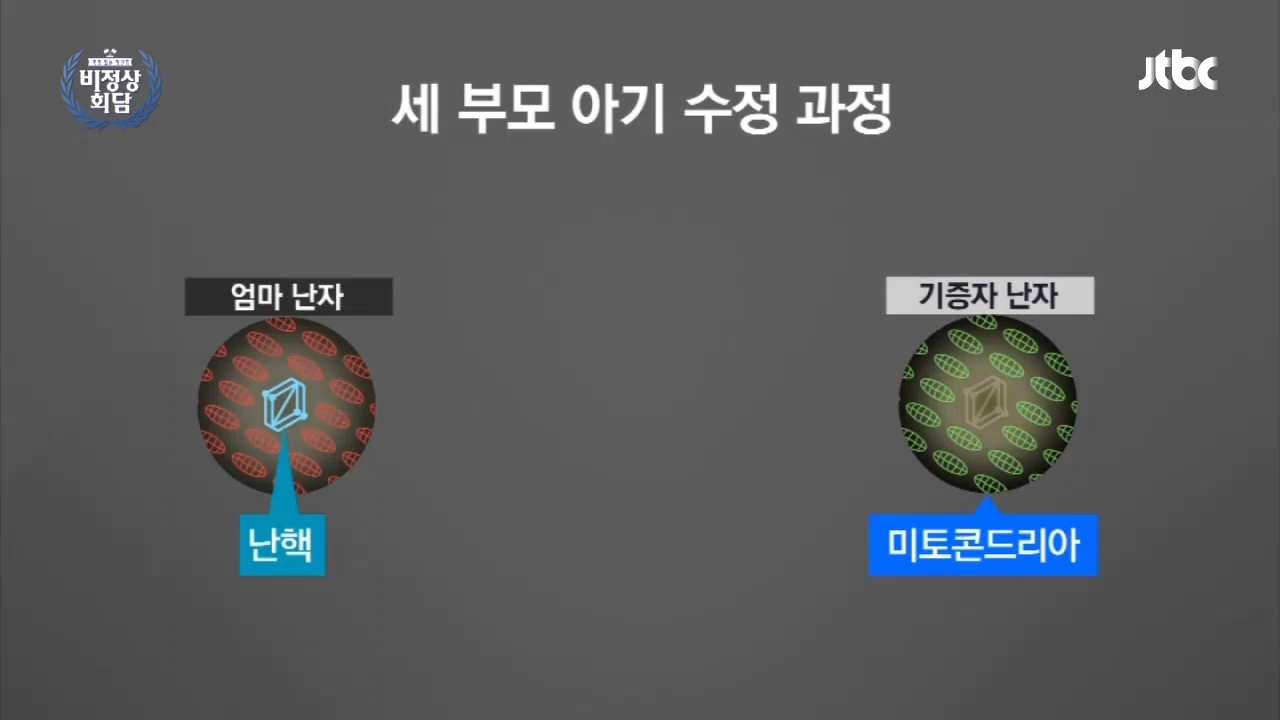 비정상
회담
jtbc
세 부모 아기 수정 과정
엄마 난자
기증자 난자
난핵
미토콘드리아